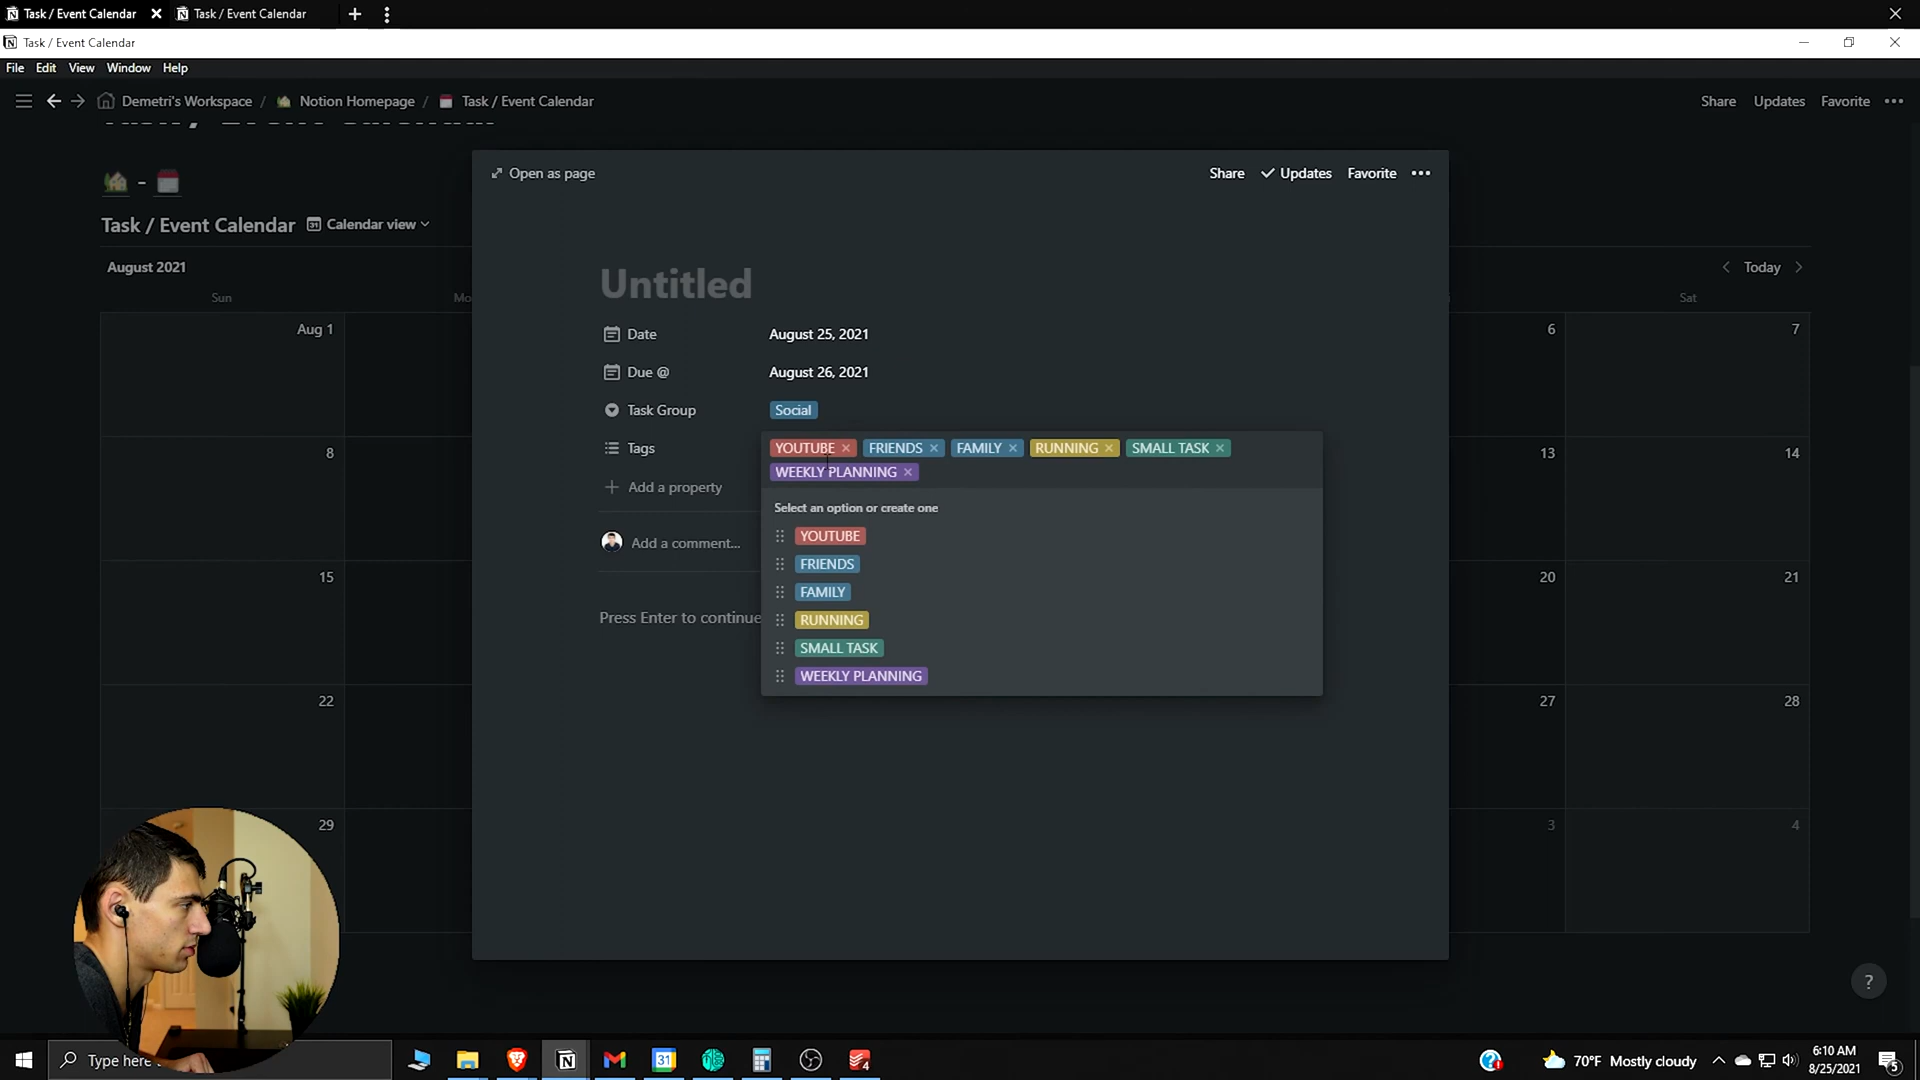 Task / Event Calendar
Task / Event Calendar
Task / Event Calendar
File Edit View Window Help
Demetri's Workspace / Notion Homepage / Task / Event Calendar
Share Updates Favorite
Open as page
Share Updates Favorite
Task / Event Calendar Calendar view
August 2021
Today
Sun
Sat
Untitled
Date August 25, 2021
Due @ August 26, 2021
Task Group Social
Tags YOUTUBE FRIENDS FAMILY RUNNING SMALL TASK
WEEKLY PLANNING
Add a property
Select an option or create one
YOUTUBE
FRIENDS
FAMILY
RUNNING
SMALL TASK
WEEKLY PLANNING
Add a comment...
Press Enter to continue
Aug 1 6 7
8 13 14
15 20 21
22 27 28
29 3 4
?
Type here
31
4
70°F Mostly cloudy
6:10 AM
8/25/2021
5